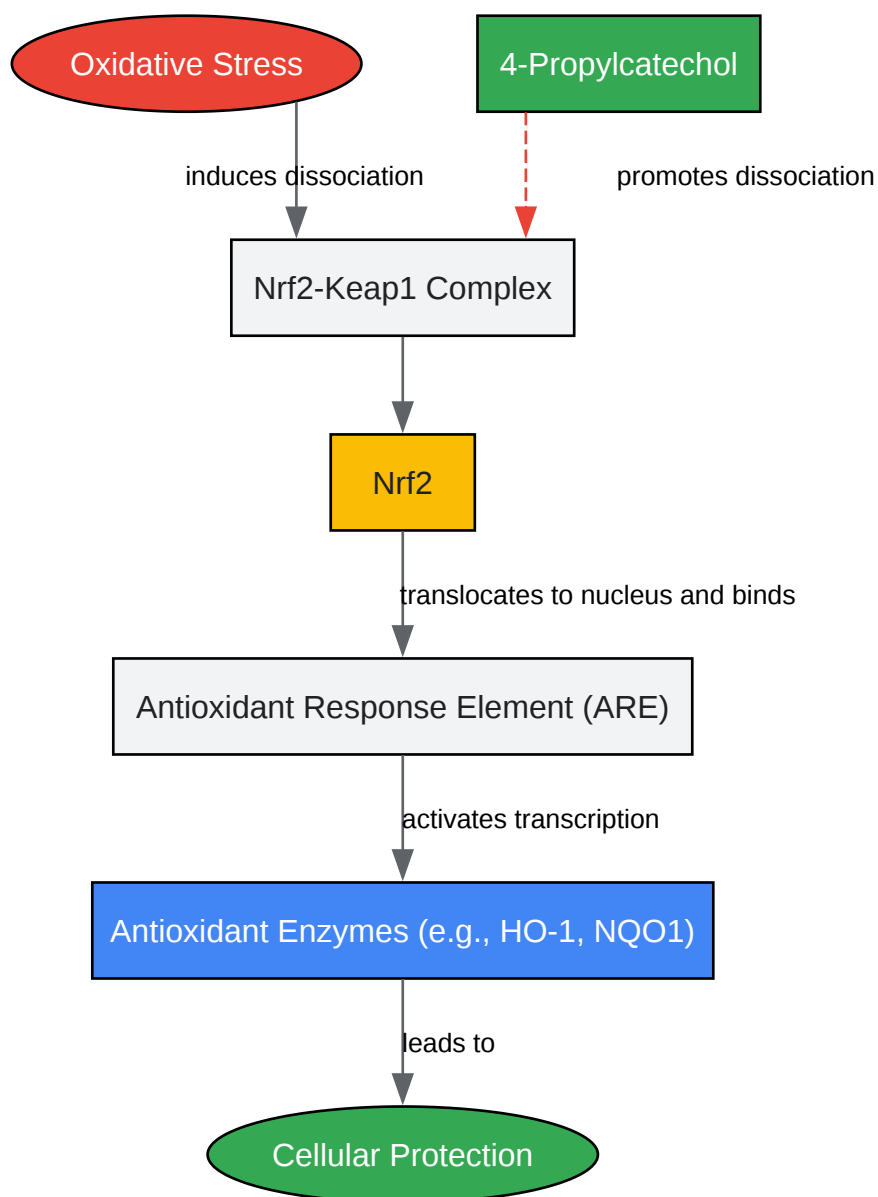 Oxidative Stress
4-Propylcatechol
induces dissociation
promotes dissociation
Nrf2-Keap1 Complex
Nrf2
translocates to nucleus and binds
Antioxidant Response Element (ARE)
activates transcription
Antioxidant Enzymes (e.g., HO-1, NQO1)
leads to
Cellular Protection